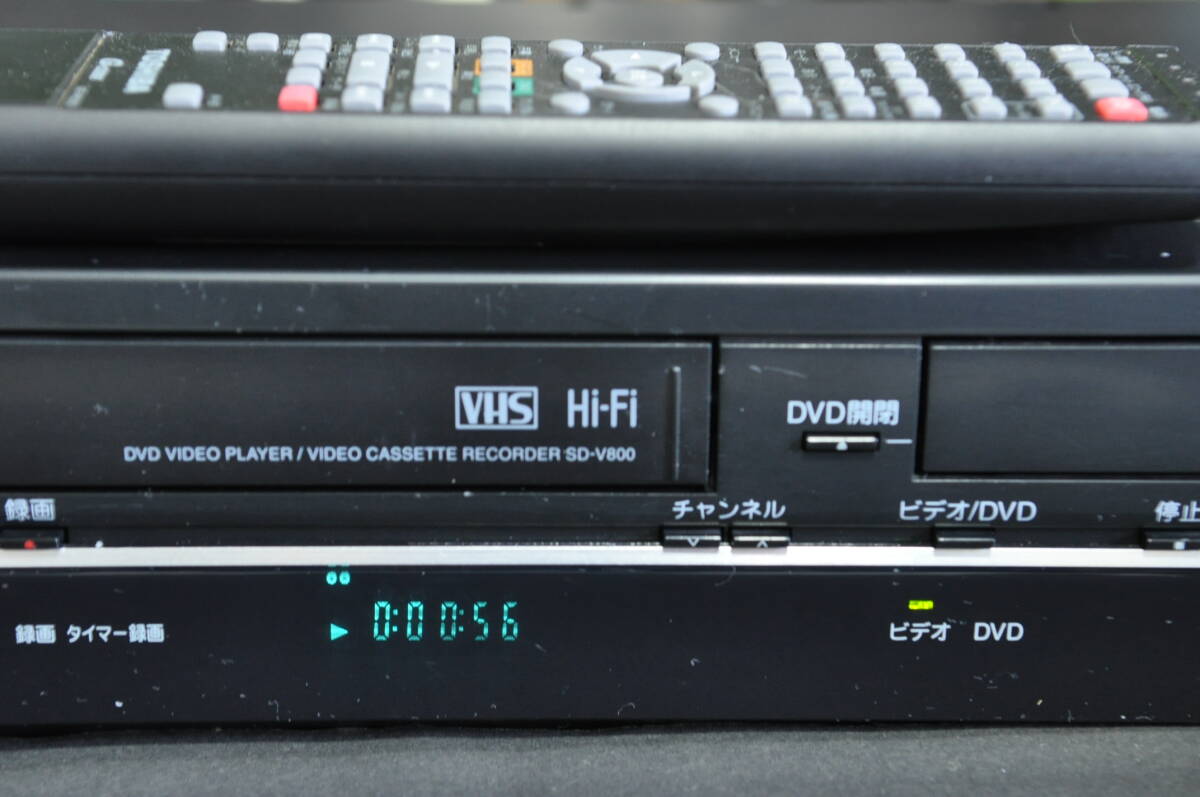 VHS Hi-Fi
DVD VIDEO PLAYER / VIDEO CASSETTE RECORDER SD-V800
DVD開閉
録画
チャンネル
ビデオ/DVD
停止
0:00:56
録画 タイマー録画
ビデオ DVD